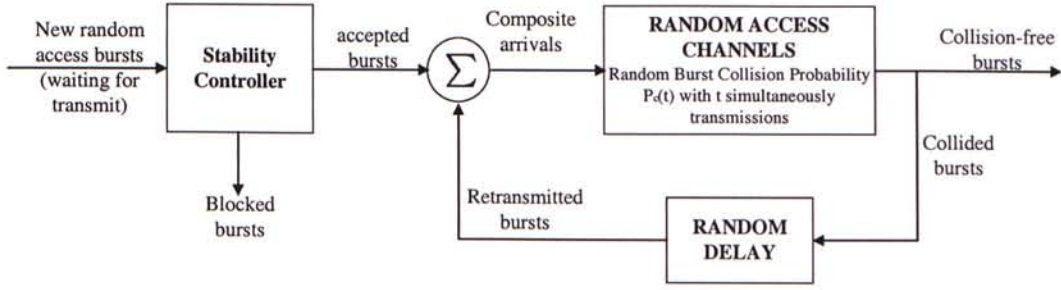 New random
access bursts
(waiting for
transmit)
Stability
Controller
Blocked
bursts
accepted
bursts
Σ
Composite
arrivals
RANDOM ACCESS
CHANNELS
Random Burst Collision Probability
Pc(t) with t simultaneously
transmissions
Collision-free
bursts
Collided
bursts
RANDOM
DELAY
Retransmitted
bursts